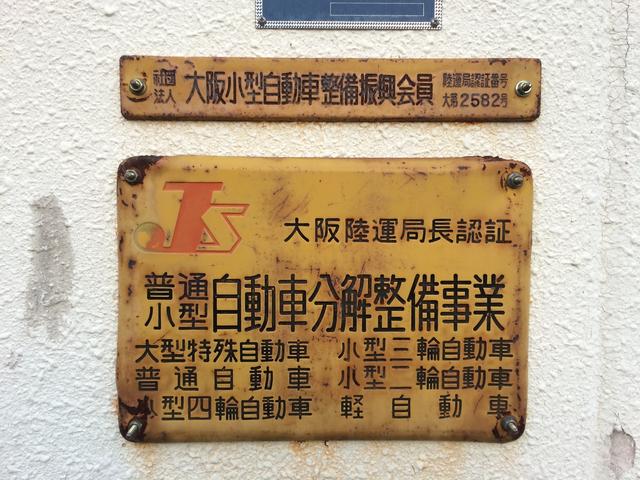 社団法人 大阪小型自動車整備振興会員 陸運局認証番号 大第2582号
JS
大阪陸運局長認証
普通小型自動車分解整備事業
大型特殊自動車 小型三輪自動車
普通自動車 小型二輪自動車
小型四輪自動車 軽自動車